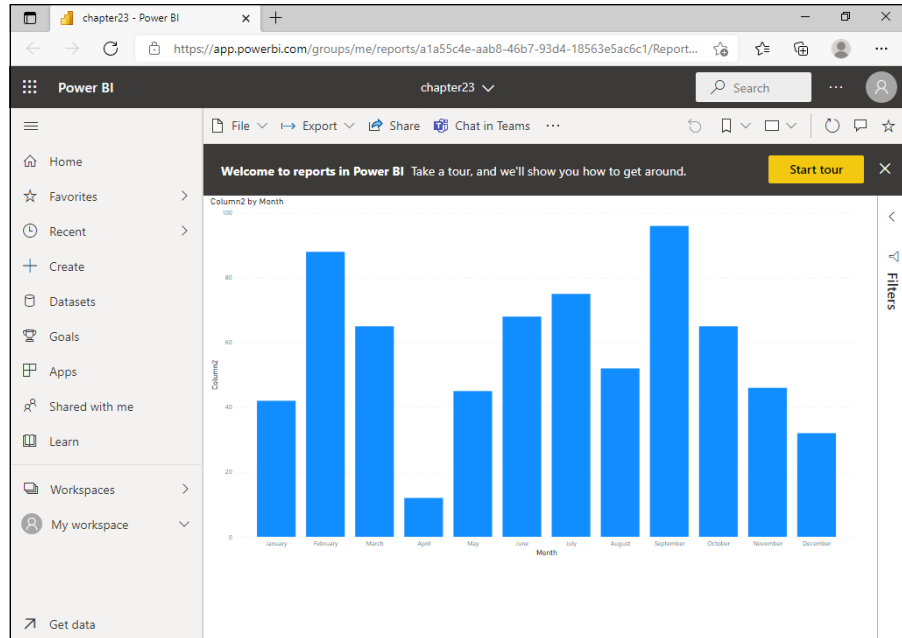 chapter23 - Power BI
https://app.powerbi.com/groups/me/reports/a1a55c4e-aab8-46b7-93d4-18563e5ac6c1/Report...
Power BI
chapter23
Search
File
Export
Share
Chat in Teams
Home
Favorites
Recent
Create
Datasets
Goals
Apps
Shared with me
Learn
Workspaces
My workspace
Get data
Welcome to reports in Power BI Take a tour, and we'll show you how to get around.
Start tour
Column2 by Month
Column2
100
80
60
40
20
0
January February March April May June July August September October November December
Month
Filters